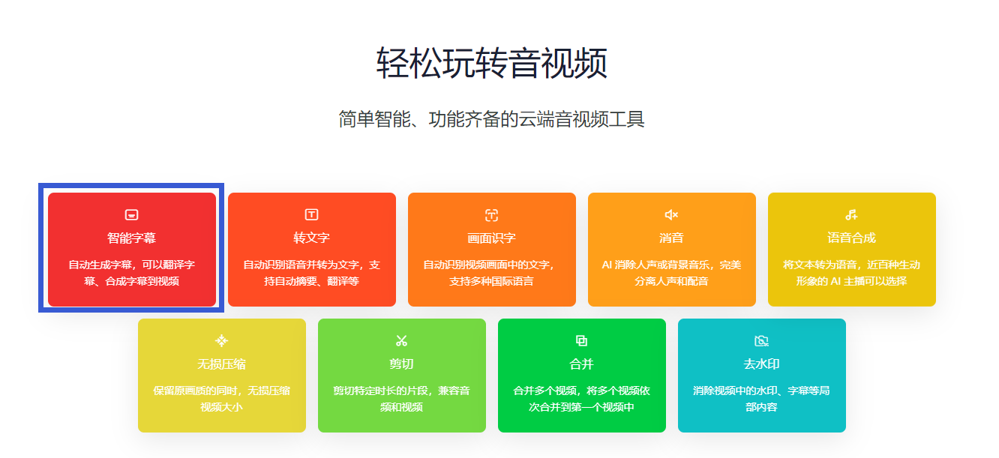 轻松玩转音视频
简单智能、功能齐备的云端音视频工具
智能字幕
自动生成字幕，可以翻译字
幕、合成字幕到视频
转文字
自动识别语音并转为文字，支
持自动摘要、翻译等
画面识字
自动识别视频画面中的文字，
支持多种国际语言
消音
AI 消除人声或背景音乐，完美
分离人声和配音
语音合成
将文本转为语音，近百种生动
形象的 AI 主播可以选择
无损压缩
保留原画质的同时，无损压缩
视频大小
剪切
剪切特定时长的片段，兼容音
频和视频
合并
合并多个视频，将多个视频依
次合并到第一个视频中
去水印
消除视频中的水印、字幕等局
部内容